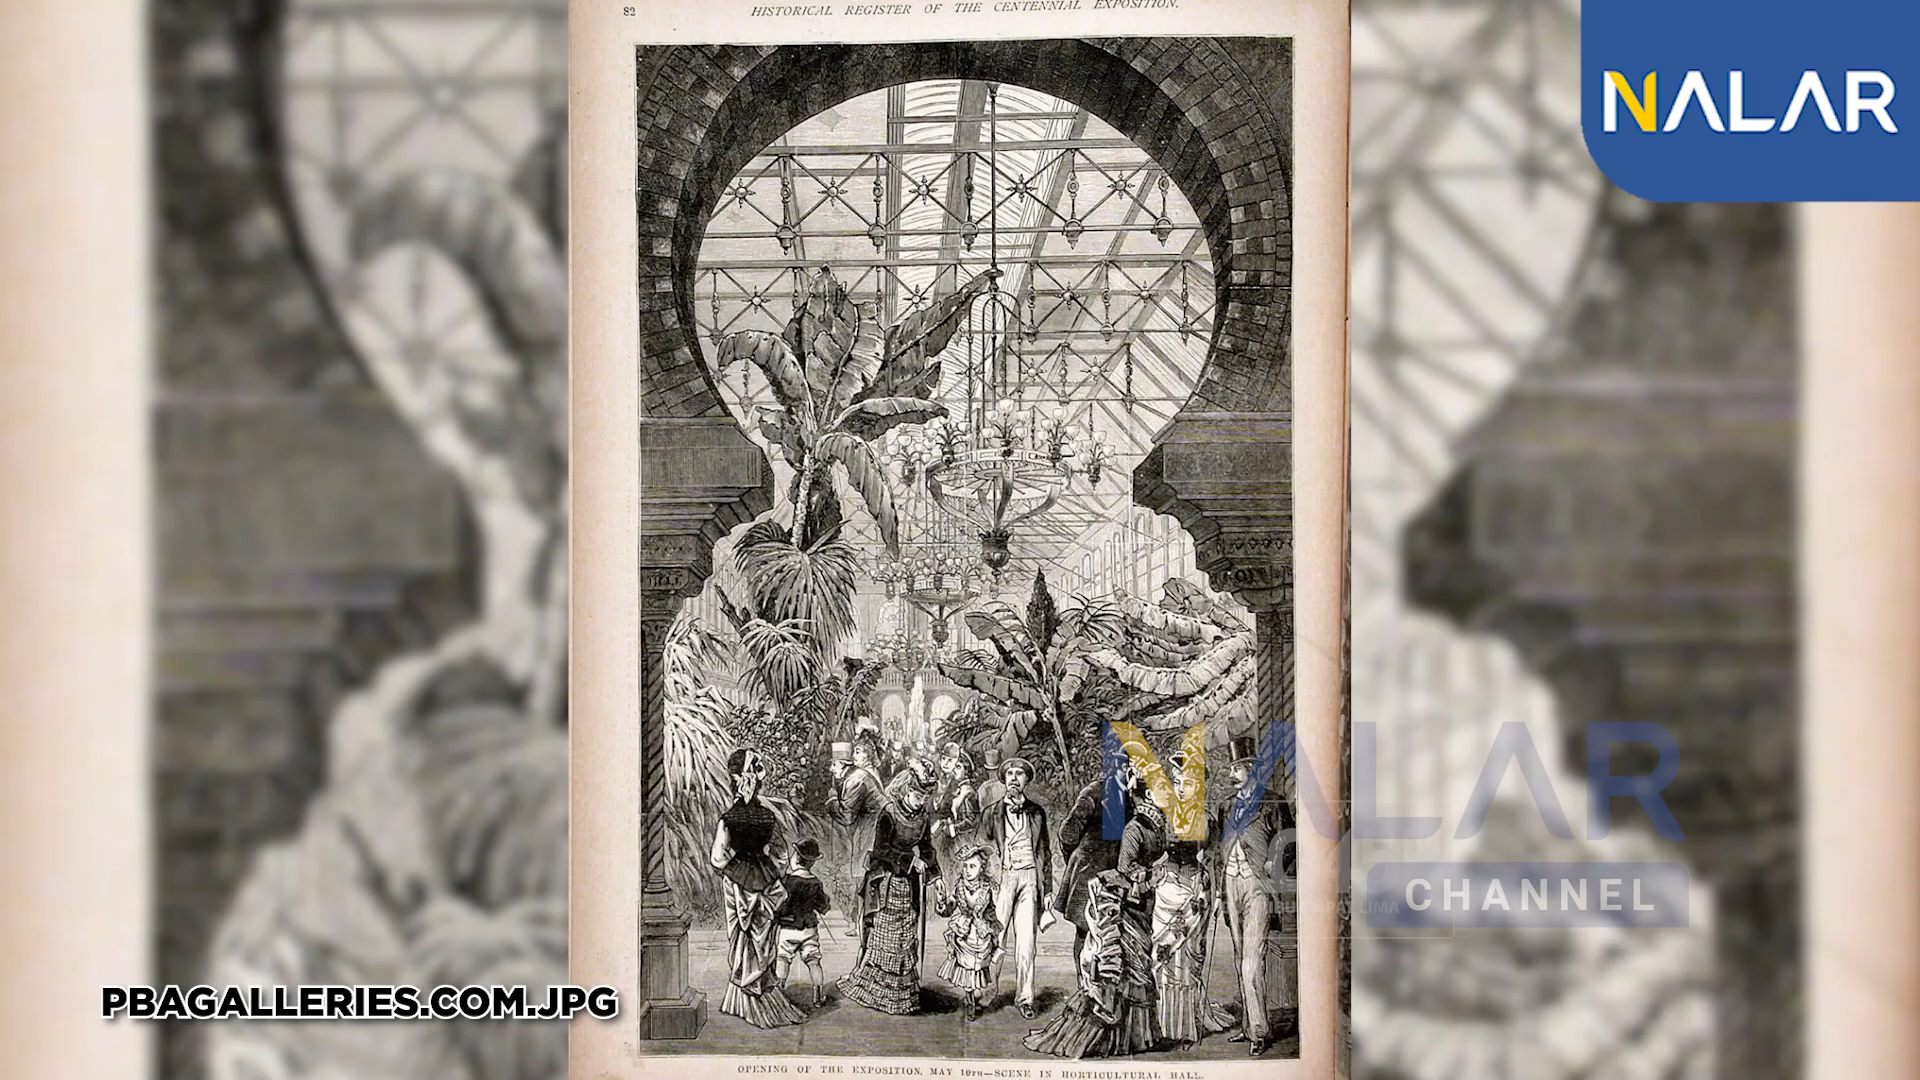 82
HISTORICAL REGISTER OF THE CENTENNIAL EXPOSITION.
NALAR
NALAR
CHANNEL
PBAGALLERIES.COM.JPG
OPENING OF THE EXPOSITION, MAY 10TH—SCENE IN HORTICULTURAL HALL.